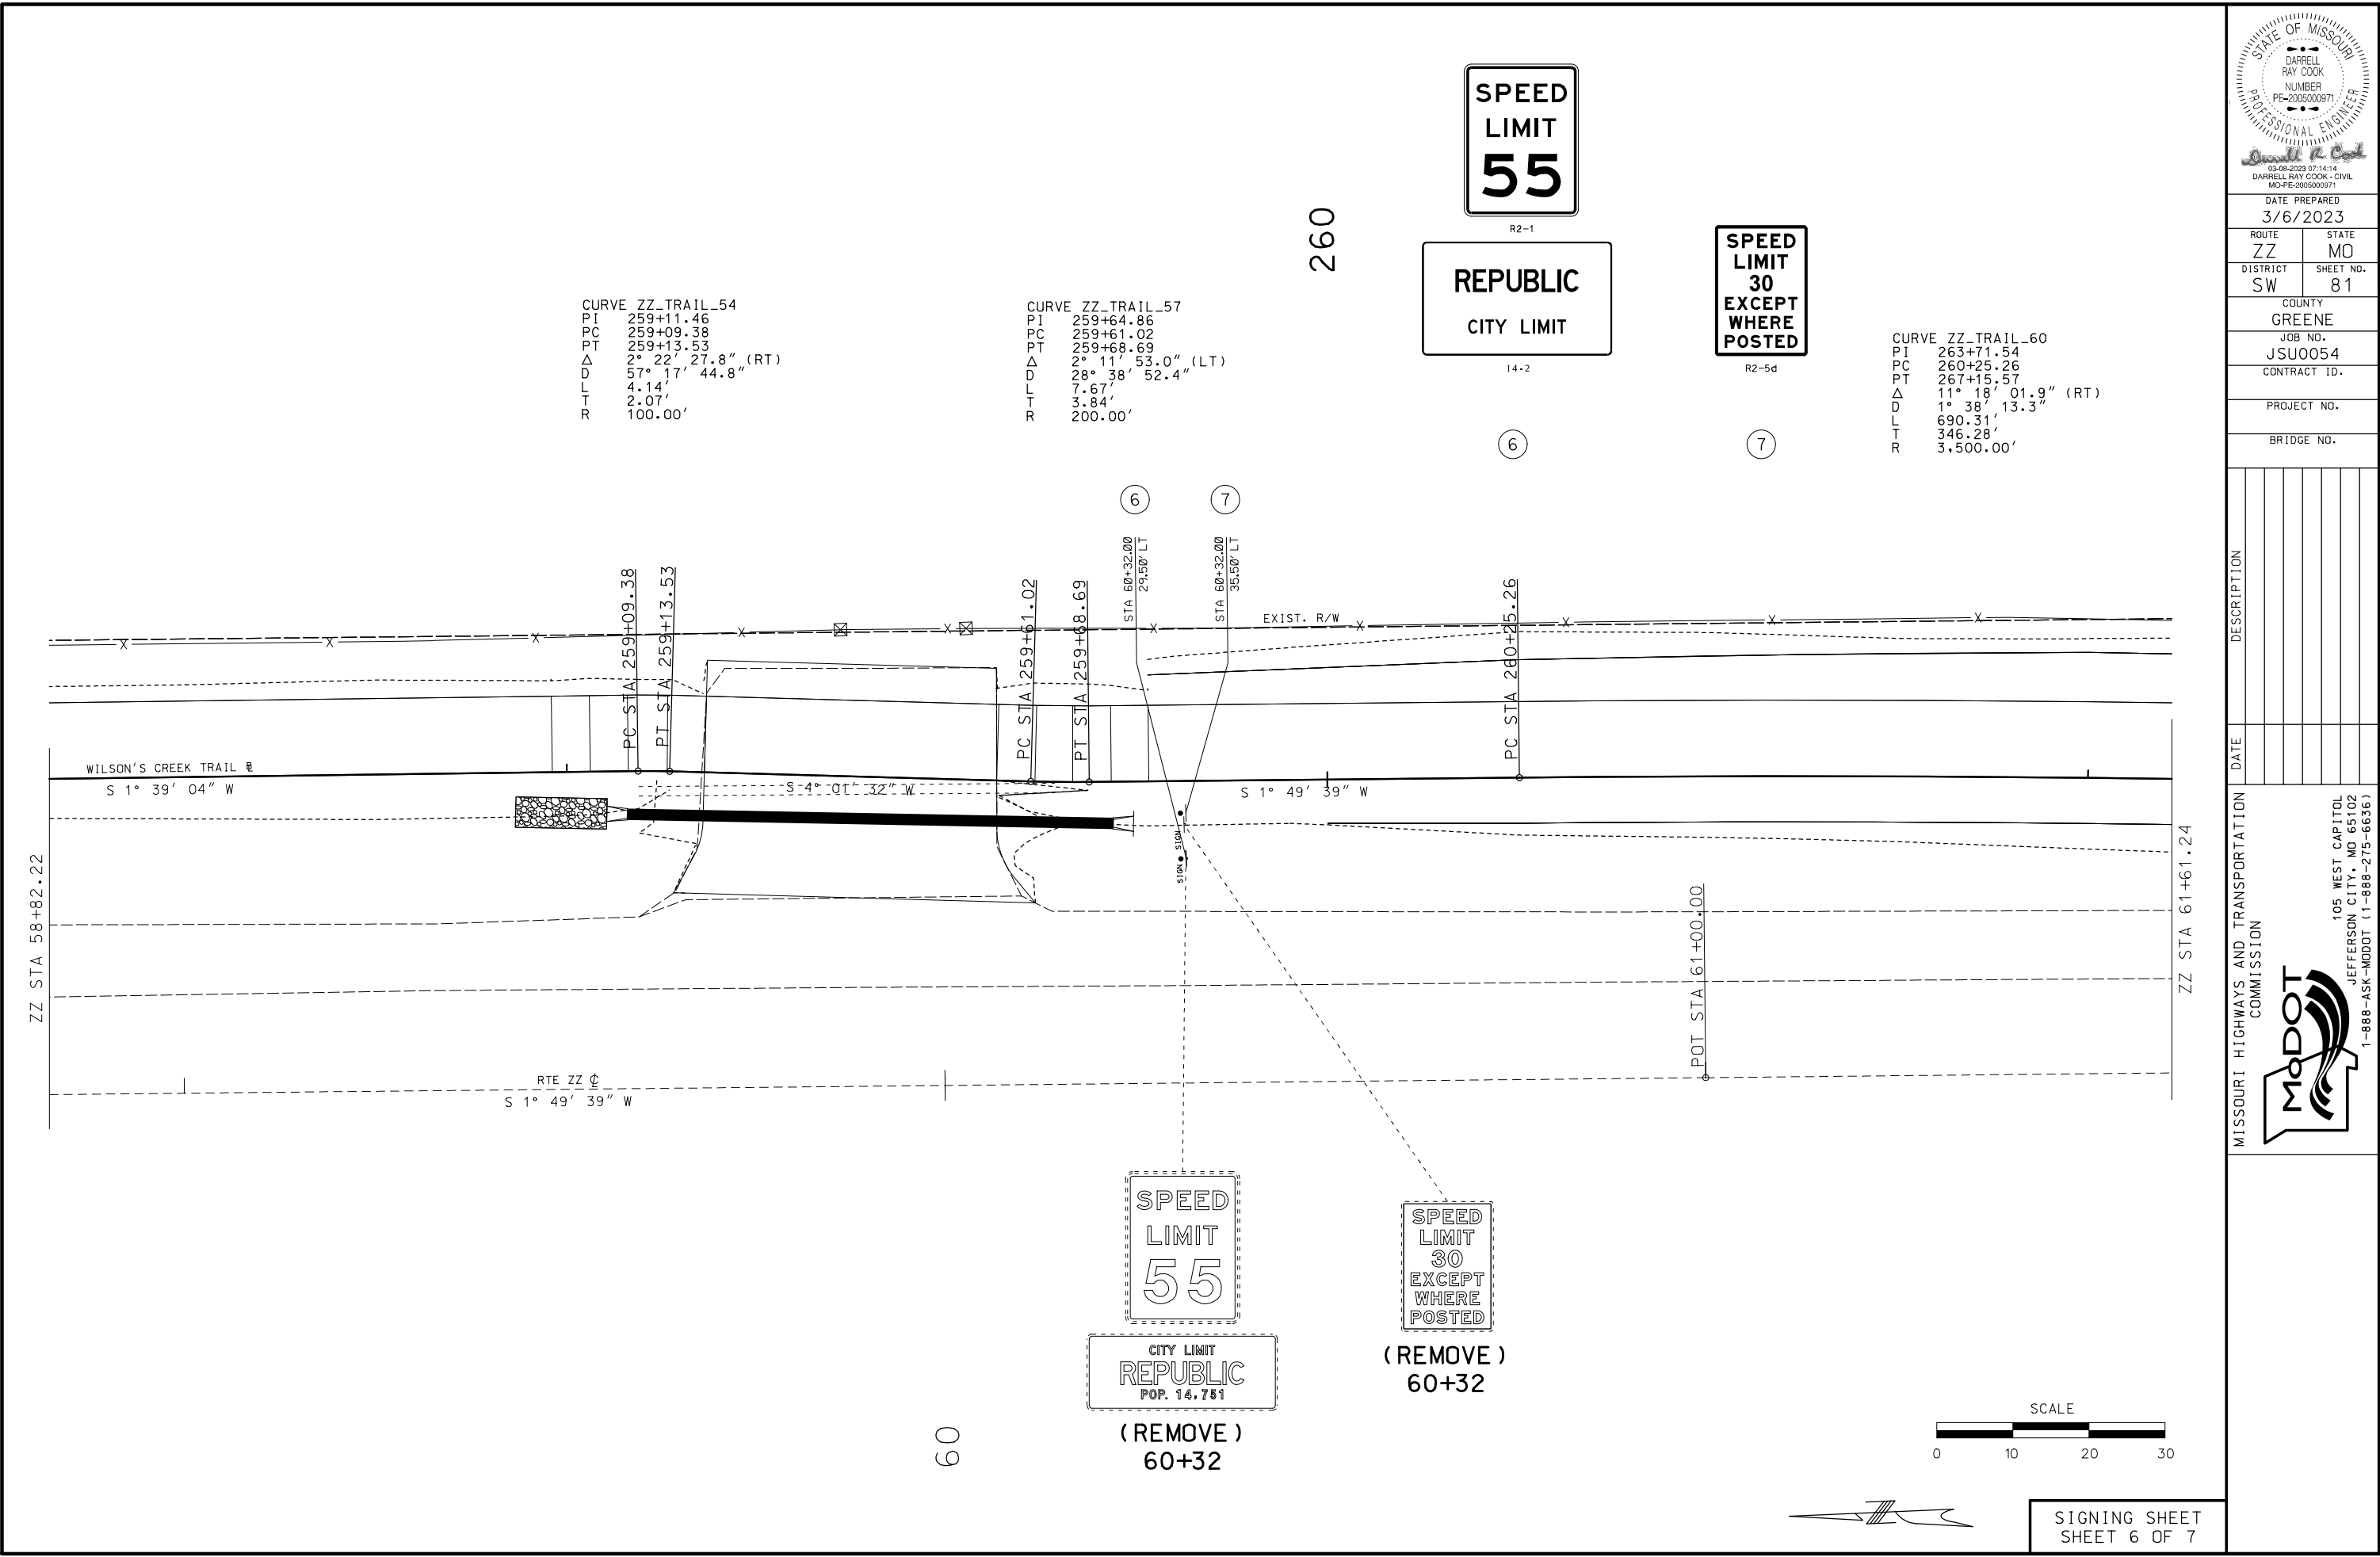 SPEED
LIMIT
55
R2-1
REPUBLIC
CITY LIMIT
I4-2
6
260
SPEED
LIMIT
30
EXCEPT
WHERE
POSTED
R2-5d
7
CURVE ZZ_TRAIL_54
PI 259+11.46
PC 259+09.38
PT 259+13.53
Δ 2° 22' 27.8" (RT)
D 57° 17' 44.8"
L 4.14'
T 2.07'
R 100.00'
CURVE ZZ_TRAIL_57
PI 259+64.86
PC 259+61.02
PT 259+68.69
Δ 2° 11' 53.0" (LT)
D 28° 38' 52.4"
L 7.67'
T 3.84'
R 200.00'
CURVE ZZ_TRAIL_60
PI 263+71.54
PC 260+25.26
PT 267+15.57
Δ 11° 18' 01.9" (RT)
D 1° 38' 13.3"
L 690.31'
T 346.28'
R 3,500.00'
6
7
STA 60+32.00
29.50' LT
STA 60+32.00
35.50' LT
PC STA 259+09.38
PT STA 259+13.53
PC STA 259+61.02
PT STA 259+68.69
PC STA 260+25.26
EXIST. R/W
WILSON'S CREEK TRAIL ℄
S 1° 39' 04" W
S 4° 01' 32" W
S 1° 49' 39" W
SIGN
SIGN
ZZ STA 58+82.22
ZZ STA 61+61.24
POT STA 61+00.00
RTE ZZ ℄
S 1° 49' 39" W
SPEED
LIMIT
55
CITY LIMIT
REPUBLIC
POP. 14,751
(REMOVE)
60+32
SPEED
LIMIT
30
EXCEPT
WHERE
POSTED
(REMOVE)
60+32
60
SCALE
0 10 20 30
SIGNING SHEET
SHEET 6 OF 7
STATE OF MISSOURI
DARRELL
RAY COOK
NUMBER
PE-2005000971
PROFESSIONAL ENGINEER
Darrell R. Cook
03-08-2023 07:14:14
DARRELL RAY COOK - CIVIL
MO-PE-2005000971
DATE PREPARED
3/6/2023
ROUTE STATE
ZZ MO
DISTRICT SHEET NO.
SW 81
COUNTY
GREENE
JOB NO.
JSU0054
CONTRACT ID.
PROJECT NO.
BRIDGE NO.
DESCRIPTION
DATE
MISSOURI HIGHWAYS AND TRANSPORTATION
COMMISSION
MoDOT
105 WEST CAPITOL
JEFFERSON CITY, MO 65102
1-888-ASK-MODOT (1-888-275-6636)